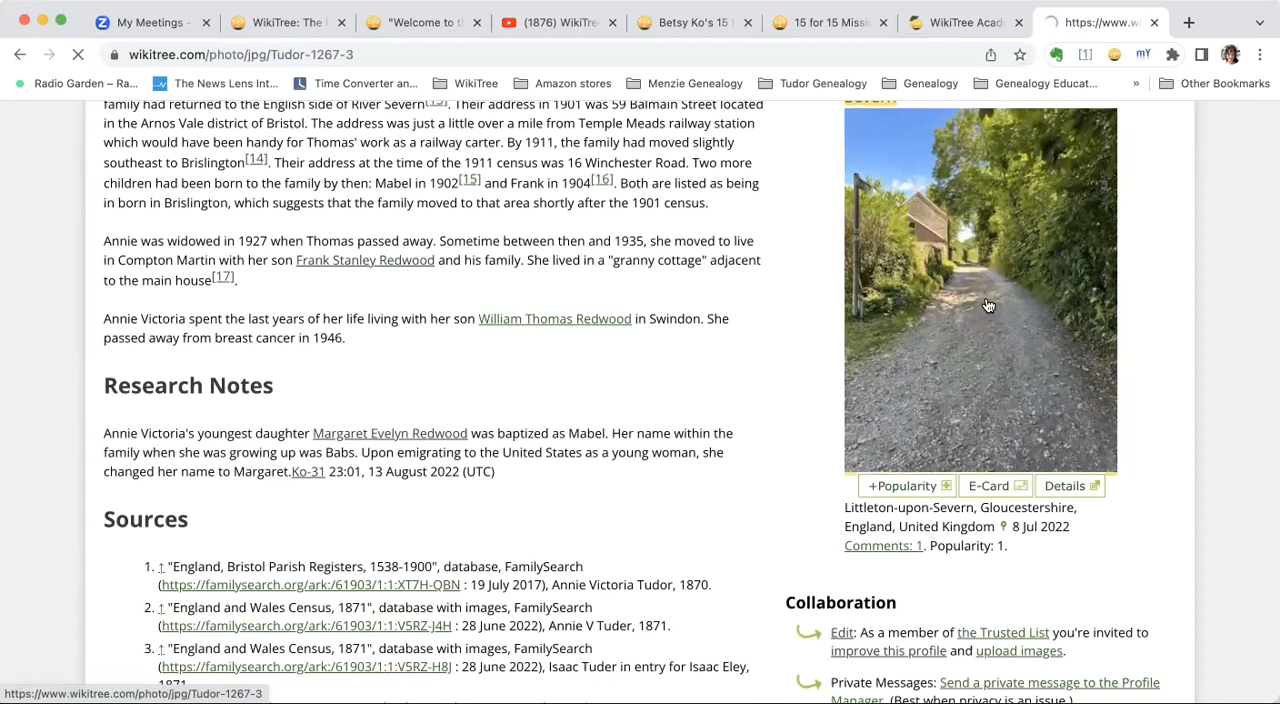 My Meetings -
WikiTree: The
"Welcome to t
(1876) WikiTre
Betsy Ko's 15
15 for 15 Missi
WikiTree Acad
https://www.w
wikitree.com/photo/jpg/Tudor-1267-3
Radio Garden – Ra...
The News Lens Int...
Time Converter an...
WikiTree
Amazon stores
Menzie Genealogy
Tudor Genealogy
Genealogy
Genealogy Educat...
»
Other Bookmarks
family had returned to the English side of River Severn[13]. Their address in 1901 was 59 Balmain Street located
in the Arnos Vale district of Bristol. The address was just a little over a mile from Temple Meads railway station
which would have been handy for Thomas' work as a railway carter. By 1911, the family had moved slightly
southeast to Brislington[14]. Their address at the time of the 1911 census was 16 Winchester Road. Two more
children had been born to the family by then: Mabel in 1902[15] and Frank in 1904[16]. Both are listed as being
in born in Brislington, which suggests that the family moved to that area shortly after the 1901 census.
Annie was widowed in 1927 when Thomas passed away. Sometime between then and 1935, she moved to live
in Compton Martin with her son Frank Stanley Redwood and his family. She lived in a "granny cottage" adjacent
to the main house[17].
Annie Victoria spent the last years of her life living with her son William Thomas Redwood in Swindon. She
passed away from breast cancer in 1946.
Research Notes
Annie Victoria's youngest daughter Margaret Evelyn Redwood was baptized as Mabel. Her name within the
family when she was growing up was Babs. Upon emigrating to the United States as a young woman, she
changed her name to Margaret.Ko-31 23:01, 13 August 2022 (UTC)
Sources
1. ↑ "England, Bristol Parish Registers, 1538-1900", database, FamilySearch
(https://familysearch.org/ark:/61903/1:1:XT7H-QBN : 19 July 2017), Annie Victoria Tudor, 1870.
2. ↑ "England and Wales Census, 1871", database with images, FamilySearch
(https://familysearch.org/ark:/61903/1:1:V5RZ-J4H : 28 June 2022), Annie V Tuder, 1871.
3. ↑ "England and Wales Census, 1871", database with images, FamilySearch
(https://familysearch.org/ark:/61903/1:1:V5RZ-H8J : 28 June 2022), Isaac Tuder in entry for Isaac Eley,
1871.
Severn
+Popularity
E-Card
Details
Littleton-upon-Severn, Gloucestershire,
England, United Kingdom 8 Jul 2022
Comments: 1. Popularity: 1.
Collaboration
Edit: As a member of the Trusted List you're invited to
improve this profile and upload images.
Private Messages: Send a private message to the Profile
Manager. (Best when privacy is an issue.)
https://www.wikitree.com/photo/jpg/Tudor-1267-3